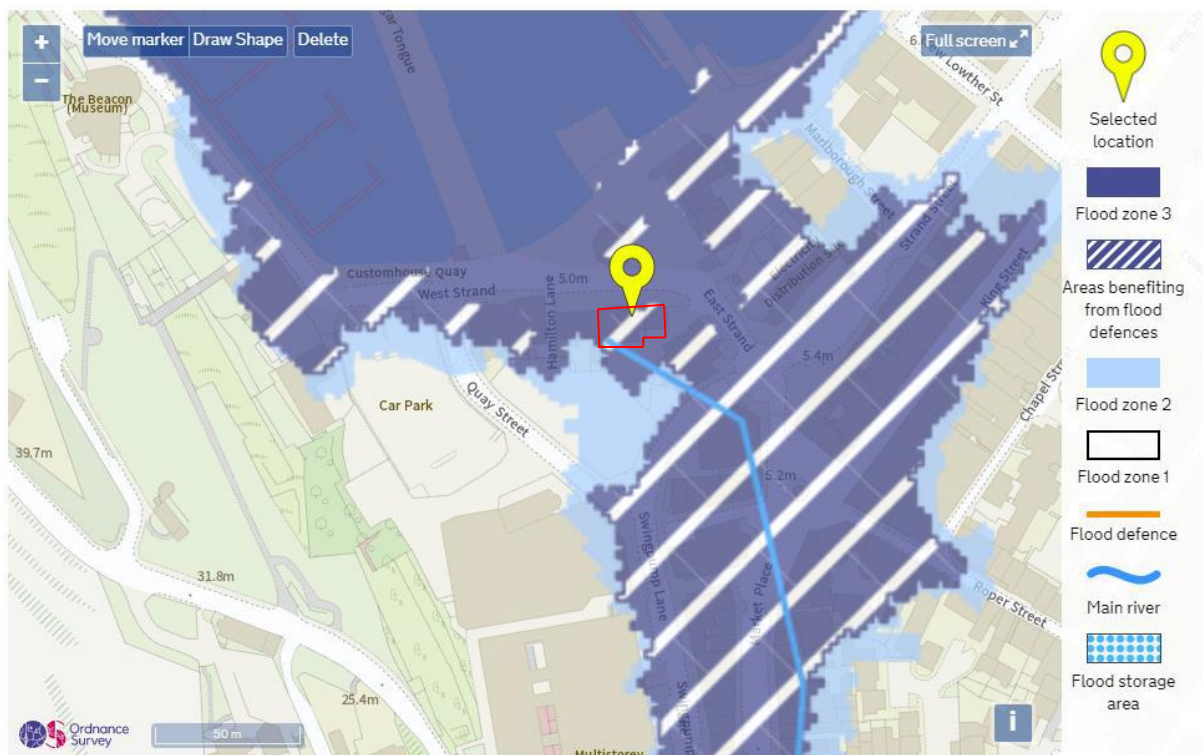 +
−
Move marker
Draw Shape
Delete
Full screen
The Beacon
(Museum)
Tongue
Lowther St
Marlborough Street
Strand Street
King Street
Customhouse Quay
5.0m
West Strand
Hamilton Lane
East Strand
Electricity
Distribution
5.4m
Chapel
Quay Street
Car Park
39.7m
5.2m
Swingpump Lane
Market Place
31.8m
Roper Street
25.4m
Multistorey
Ordnance
Survey
50 m
i
Selected
location
Flood zone 3
Areas benefiting
from flood
defences
Flood zone 2
Flood zone 1
Flood defence
Main river
Flood storage
area